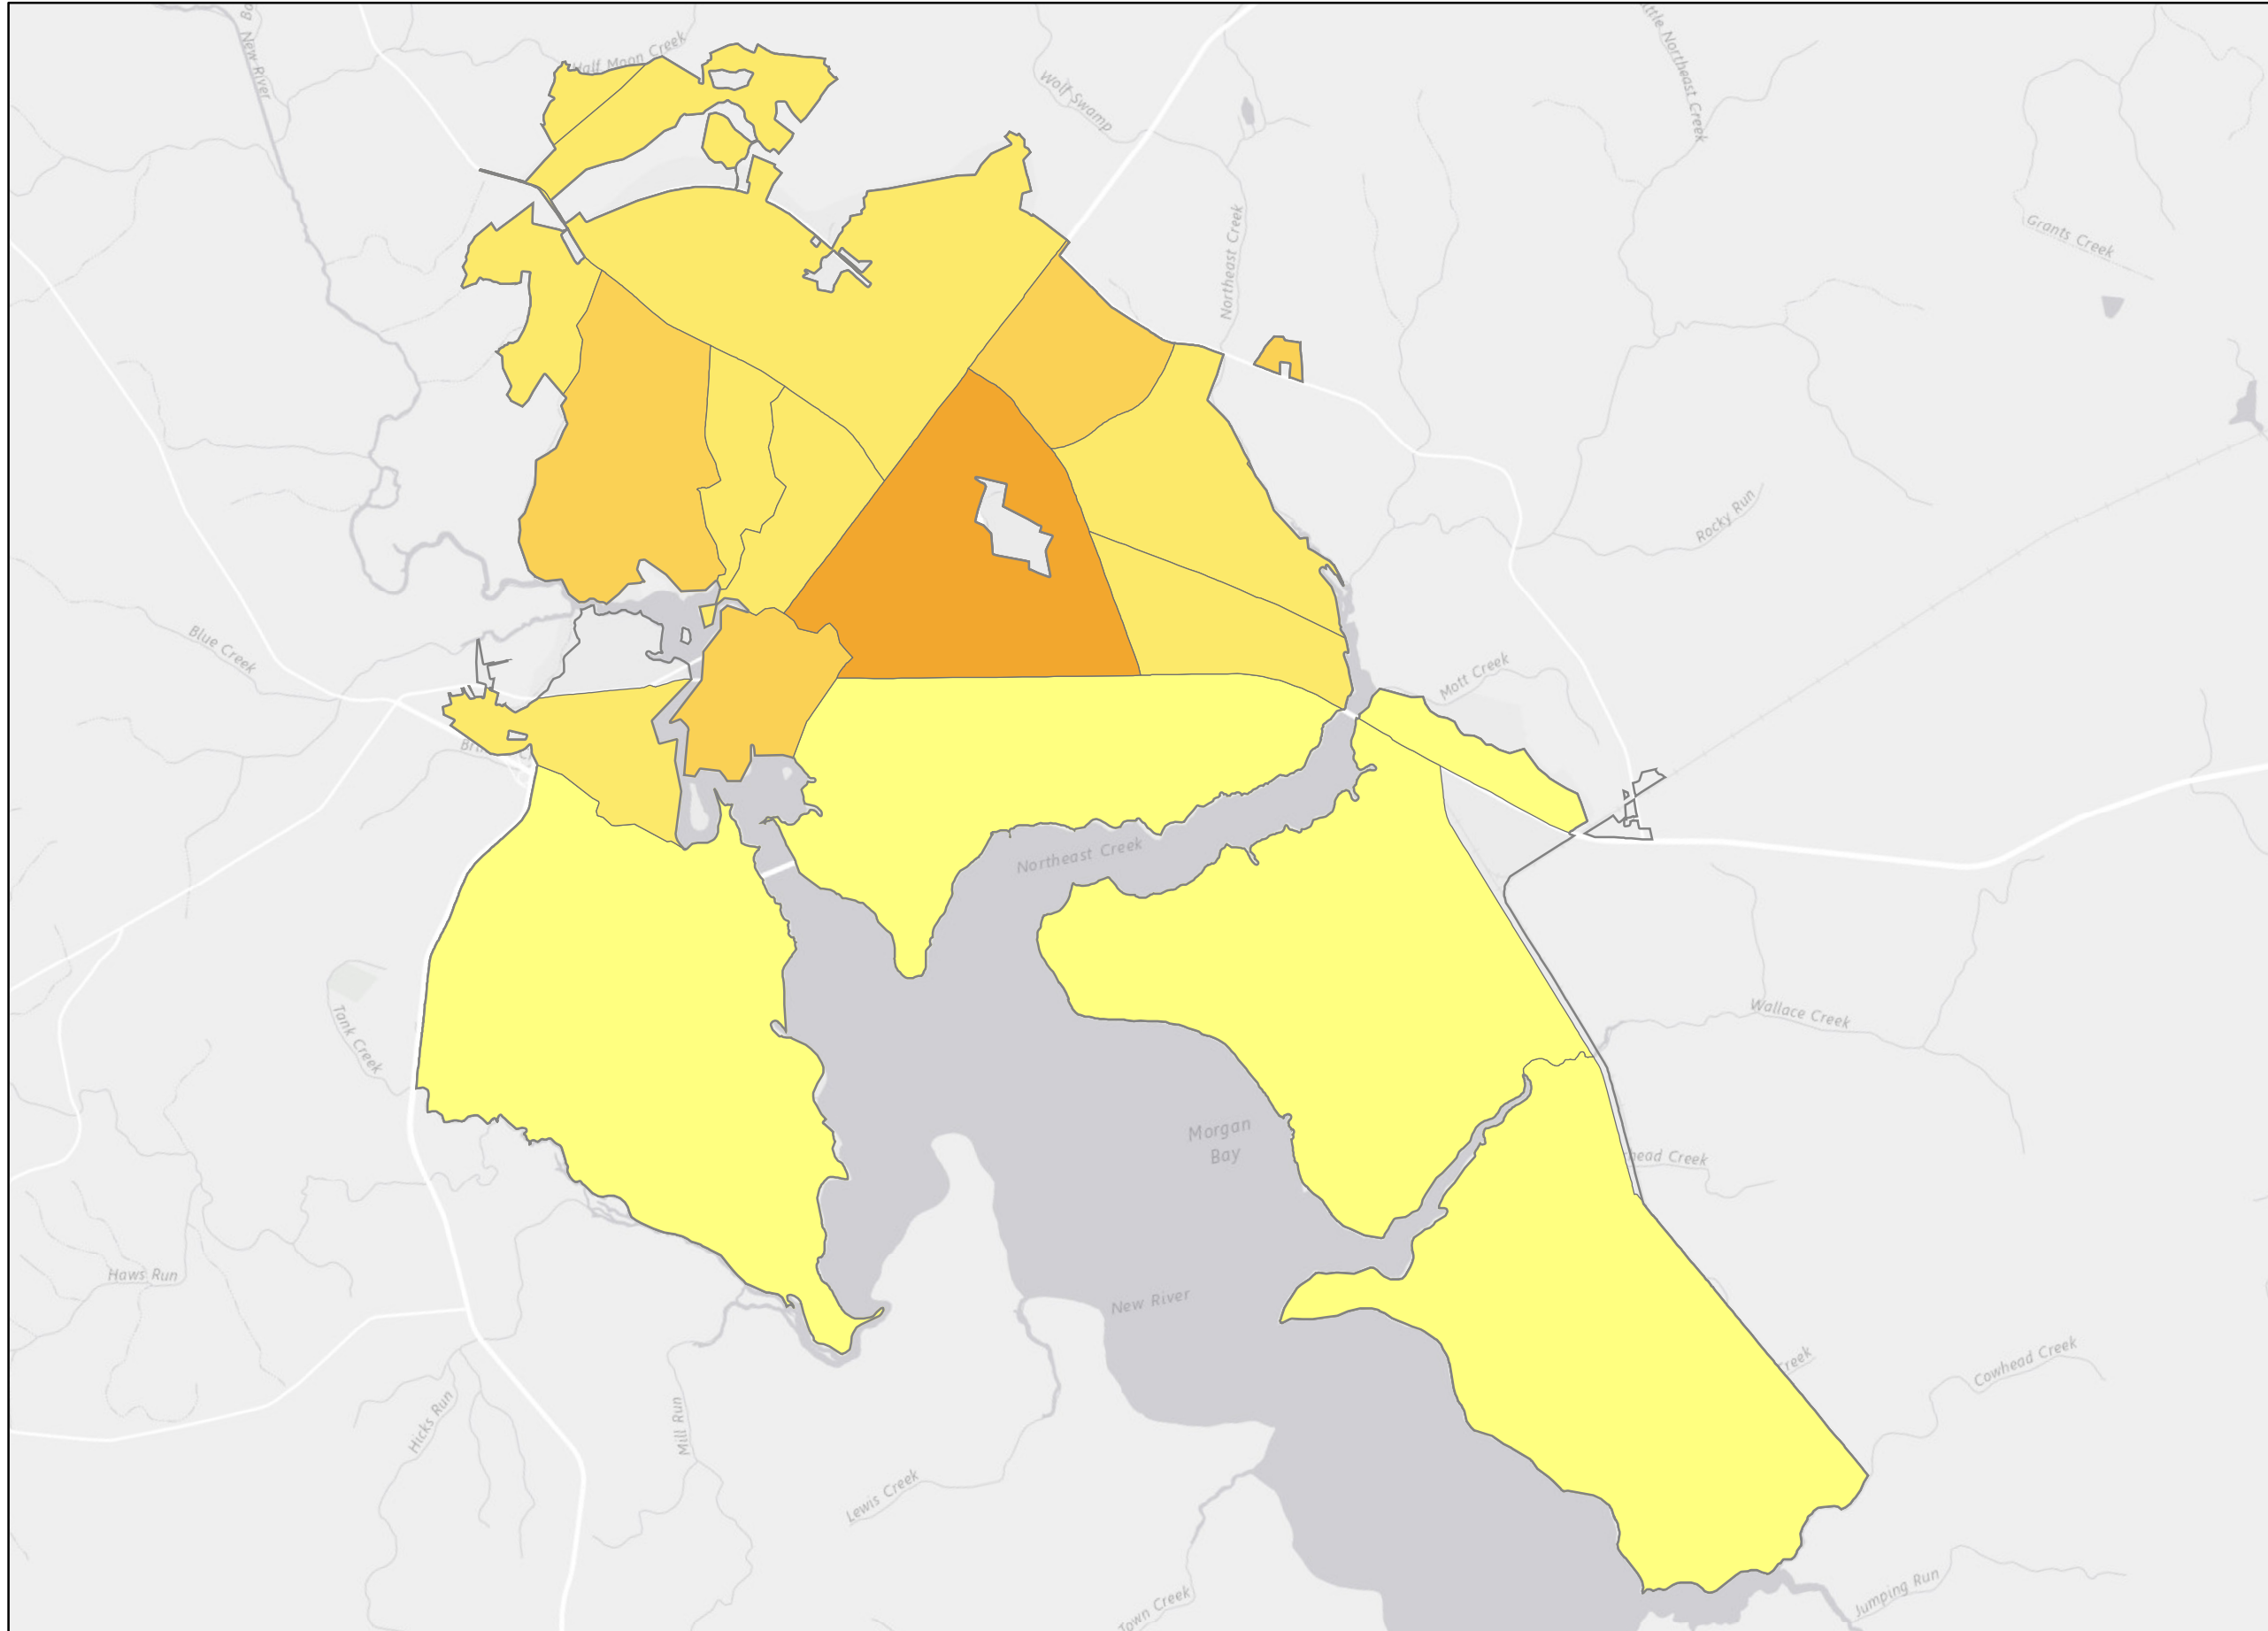 Half Moon Creek
New River
Wolf Swamp
ttle Northeast Creek
Northeast Creek
Grants Creek
Rocky Run
Blue Creek
Mott Creek
Northeast Creek
Tank Creek
Wallace Creek
Morgan
Bay
head Creek
Haws Run
New River
Creek
Cowhead Creek
Hicks Run
Mill Run
Lewis Creek
Town Creek
Jumping Run